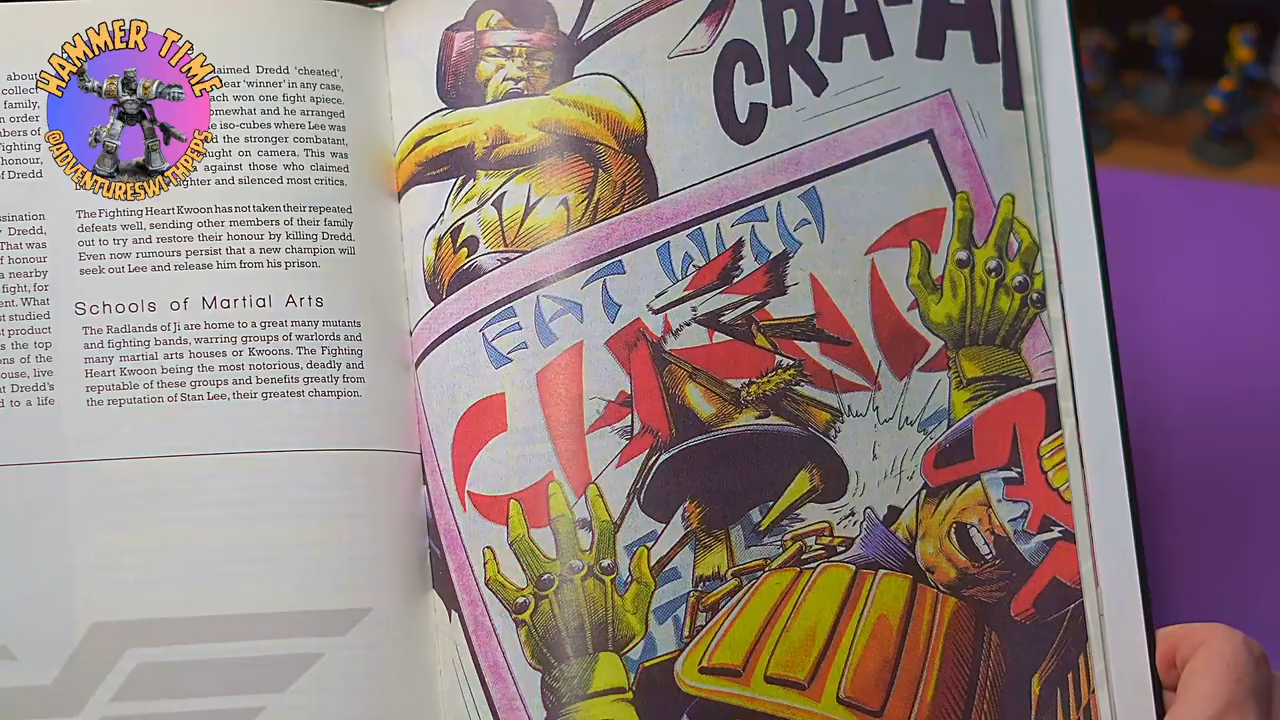 HAMMER TIME
@ADVENTURESWITHPEPS
about
collect
family,
n order
bers of
Fighting
honour,
f Dredd
ssination
Dredd,
That was
f honour
a nearby
fight, for
ent. What
st studied
st product
s the top
ons of the
ouse, live
t Dredd's
d to a life
laimed Dredd 'cheated',
lear 'winner' in any case,
ach won one fight apiece.
omewhat and he arranged
iso-cubes where Lee was
d the stronger combatant,
ught on camera. This was
against those who claimed
ighter and silenced most critics.
The Fighting Heart Kwoon has not taken their repeated
defeats well, sending other members of their family
out to try and restore their honour by killing Dredd.
Even now rumours persist that a new champion will
seek out Lee and release him from his prison.
Schools of Martial Arts
The Radlands of Ji are home to a great many mutants
and fighting bands, warring groups of warlords and
many martial arts houses or Kwoons. The Fighting
Heart Kwoon being the most notorious, deadly and
reputable of these groups and benefits greatly from
the reputation of Stan Lee, their greatest champion.
CRA-A
EAT WITH